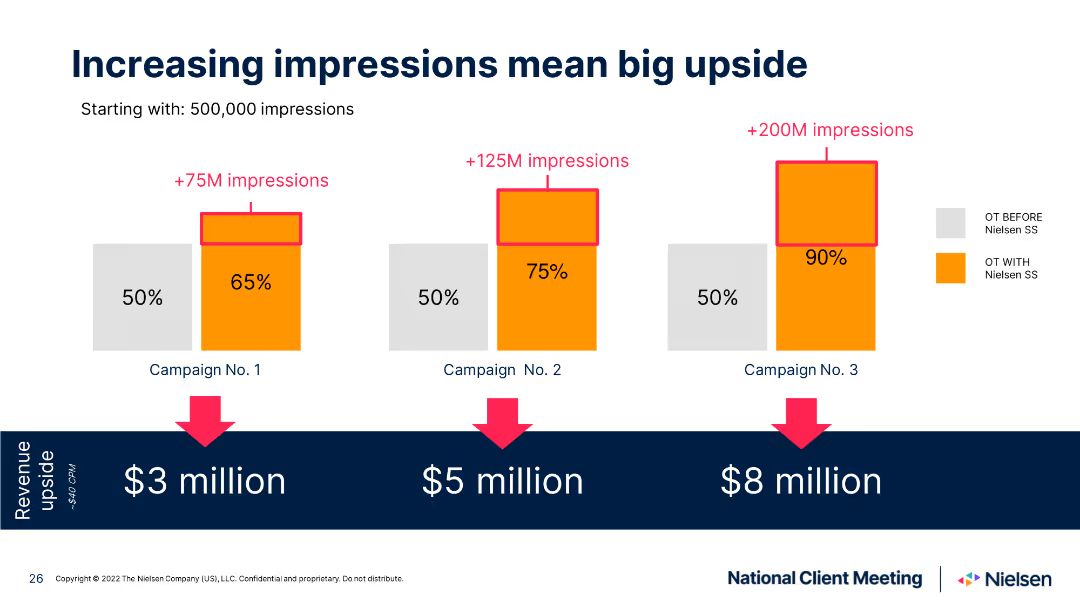 Increasing impressions mean big upside
Starting with: 500,000 impressions
+75M impressions
+125M impressions
+200M impressions
50%
65%
50%
75%
50%
90%
OT BEFORE
Nielsen SS
OT WITH
Nielsen SS
Campaign No. 1
Campaign No. 2
Campaign No. 3
Revenue
upside
~$40 CPM
$3 million
$5 million
$8 million
26
Copyright © 2022 The Nielsen Company (US), LLC. Confidential and proprietary. Do not distribute.
National Client Meeting
Nielsen